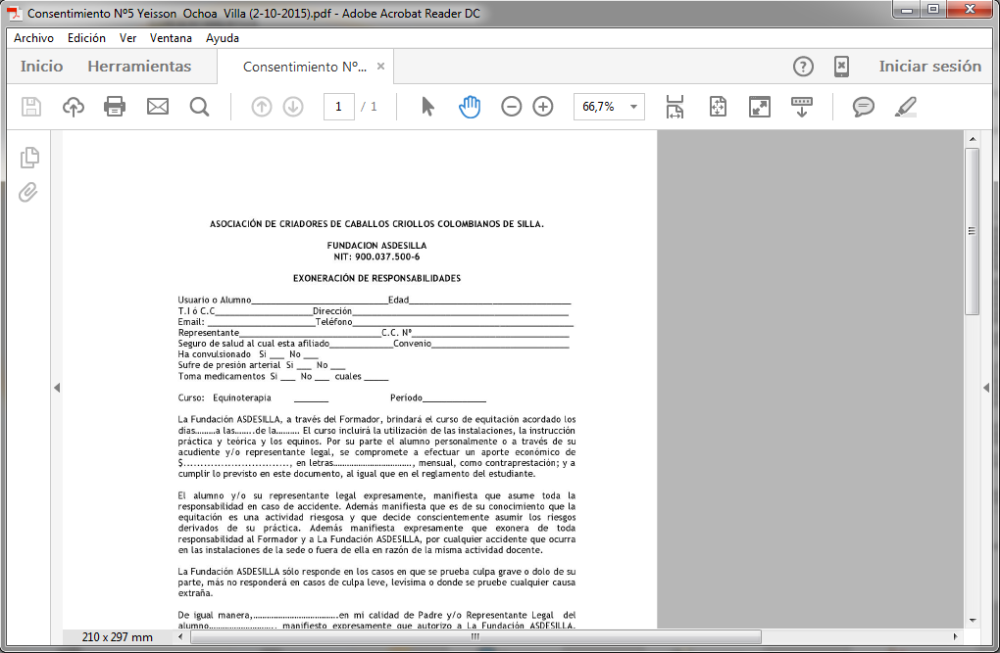 Consentimiento Nº5 Yeisson Ochoa Villa (2-10-2015).pdf - Adobe Acrobat Reader DC
Archivo Edición Ver Ventana Ayuda
Inicio Herramientas Consentimiento Nº... × Iniciar sesión
1 / 1 66,7%
ASOCIACIÓN DE CRIADORES DE CABALLOS CRIOLLOS COLOMBIANOS DE SILLA.
FUNDACION ASDESILLA
NIT: 900.037.500-6
EXONERACIÓN DE RESPONSABILIDADES
Usuario o Alumno____________________________Edad_________________________________
T.I ó C.C____________________Dirección____________________________________________
Email: ______________________Teléfono_____________________________________________
Representante_____________________________C.C. Nº________________________________
Seguro de salud al cual esta afiliado_____________Convenio____________________________
Ha convulsionado Si ___ No ___
Sufre de presión arterial Si ___ No ___
Toma medicamentos Si ___ No ___ cuales _____
Curso: Equinoterapia _______ Período_____________
La Fundación ASDESILLA, a través del Formador, brindará el curso de equitación acordado los
días………a las……..de la………. El curso incluirá la utilización de las instalaciones, la instrucción
práctica y teórica y los equinos. Por su parte el alumno personalmente o a través de su
acudiente y/o representante legal, se compromete a efectuar un aporte económico de
$..............................., en letras……………………………, mensual, como contraprestación; y a
cumplir lo previsto en este documento, al igual que en el reglamento del estudiante.
El alumno y/o su representante legal expresamente, manifiesta que asume toda la
responsabilidad en caso de accidente. Además manifiesta que es de su conocimiento que la
equitación es una actividad riesgosa y que decide conscientemente asumir los riesgos
derivados de su práctica. Además manifiesta expresamente que exonera de toda
responsabilidad al Formador y a La Fundación ASDESILLA, por cualquier accidente que ocurra
en las instalaciones de la sede o fuera de ella en razón de la misma actividad docente.
La Fundación ASDESILLA sólo responde en los casos en que se prueba culpa grave o dolo de su
parte, más no responderá en casos de culpa leve, levísima o donde se pruebe cualquier causa
extraña.
De igual manera,………………………………en mi calidad de Padre y/o Representante Legal del
alumno………………………, manifiesto expresamente que autorizo a La Fundación ASDESILLA,
210 x 297 mm